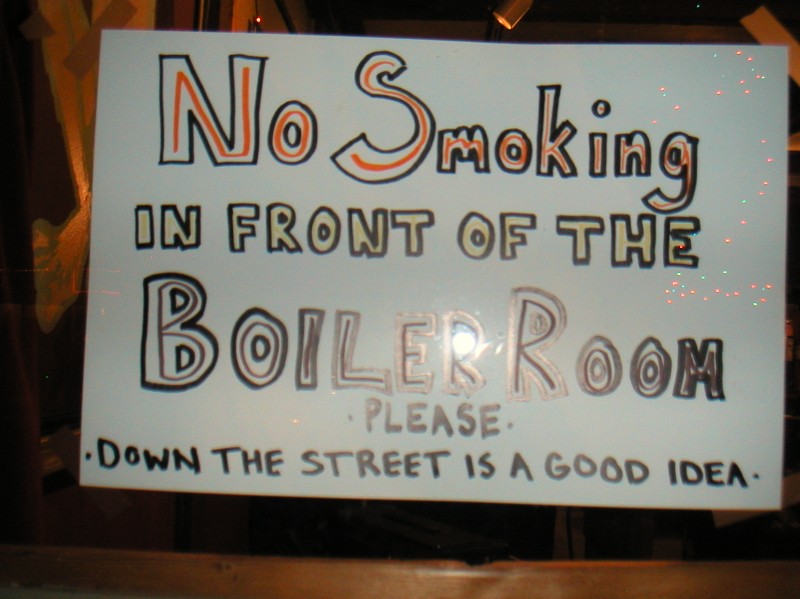 No Smoking
IN FRONT OF THE
BOILER ROOM
· PLEASE ·
· DOWN THE STREET IS A GOOD IDEA ·